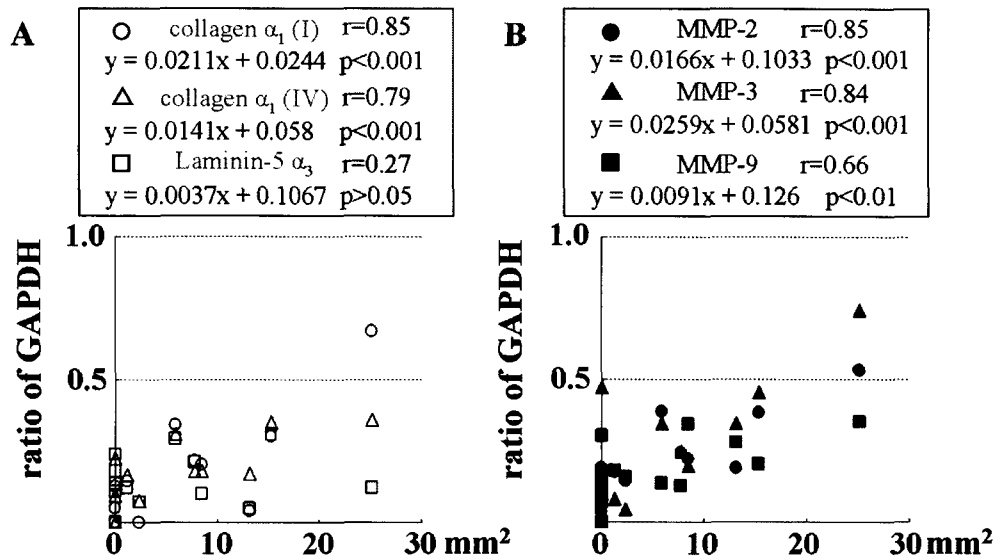 A
collagen α1 (I) r=0.85
y = 0.0211x + 0.0244 p<0.001
collagen α1 (IV) r=0.79
y = 0.0141x + 0.058 p<0.001
Laminin-5 α3 r=0.27
y = 0.0037x + 0.1067 p>0.05
ratio of GAPDH
1.0
0.5
0 10 20 30 mm²
B
MMP-2 r=0.85
y = 0.0166x + 0.1033 p<0.001
MMP-3 r=0.84
y = 0.0259x + 0.0581 p<0.001
MMP-9 r=0.66
y = 0.0091x + 0.126 p<0.01
ratio of GAPDH
1.0
0.5
0 10 20 30 mm²